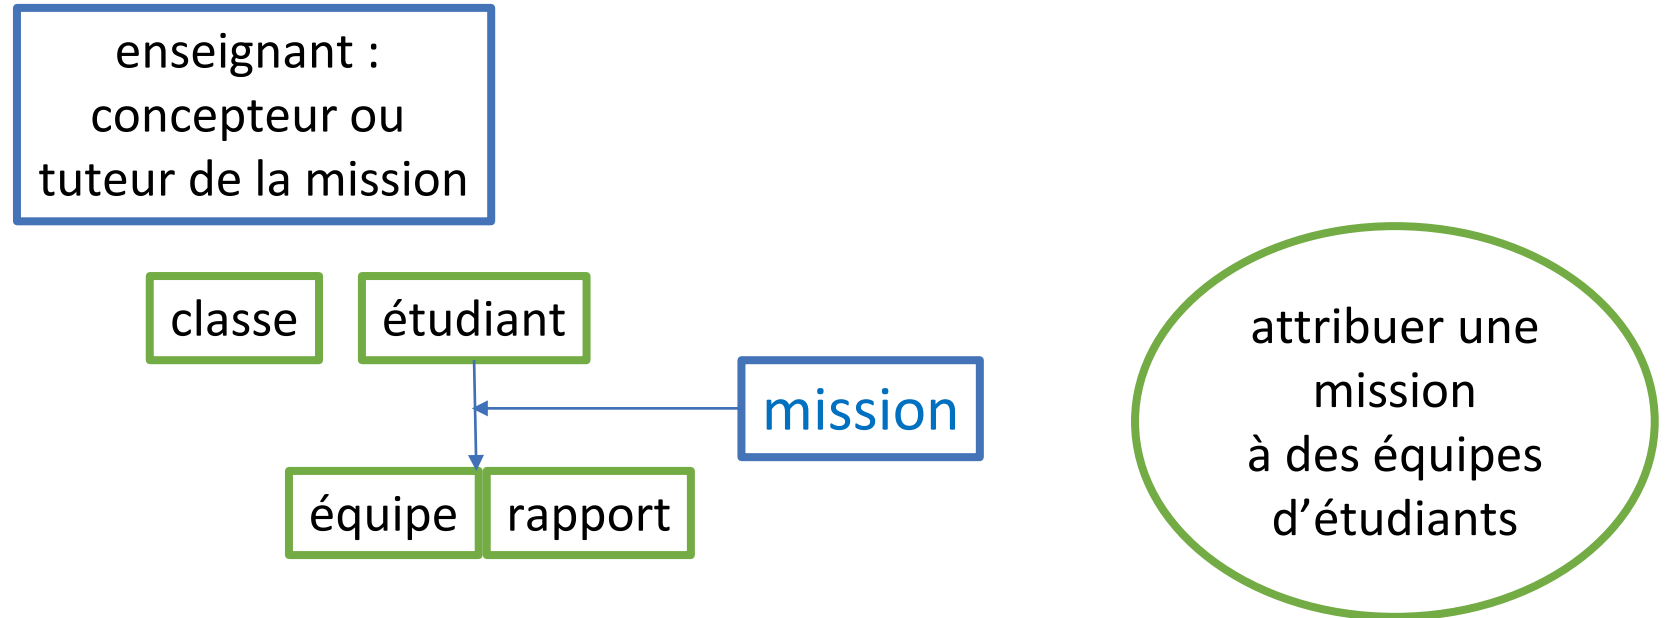 enseignant :
concepteur ou
tuteur de la mission
classe
étudiant
mission
équipe
rapport
attribuer une
mission
à des équipes
d’étudiants